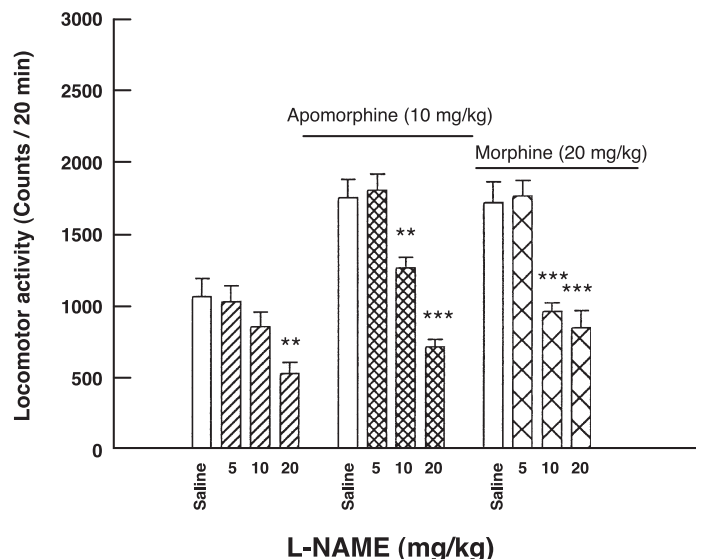 3000
2500
2000
1500
1000
500
0
Locomotor activity (Counts / 20 min)
Apomorphine (10 mg/kg)
Morphine (20 mg/kg)
**
**
***
***
***
Saline 5 10 20 Saline 5 10 20 Saline 5 10 20
L-NAME (mg/kg)